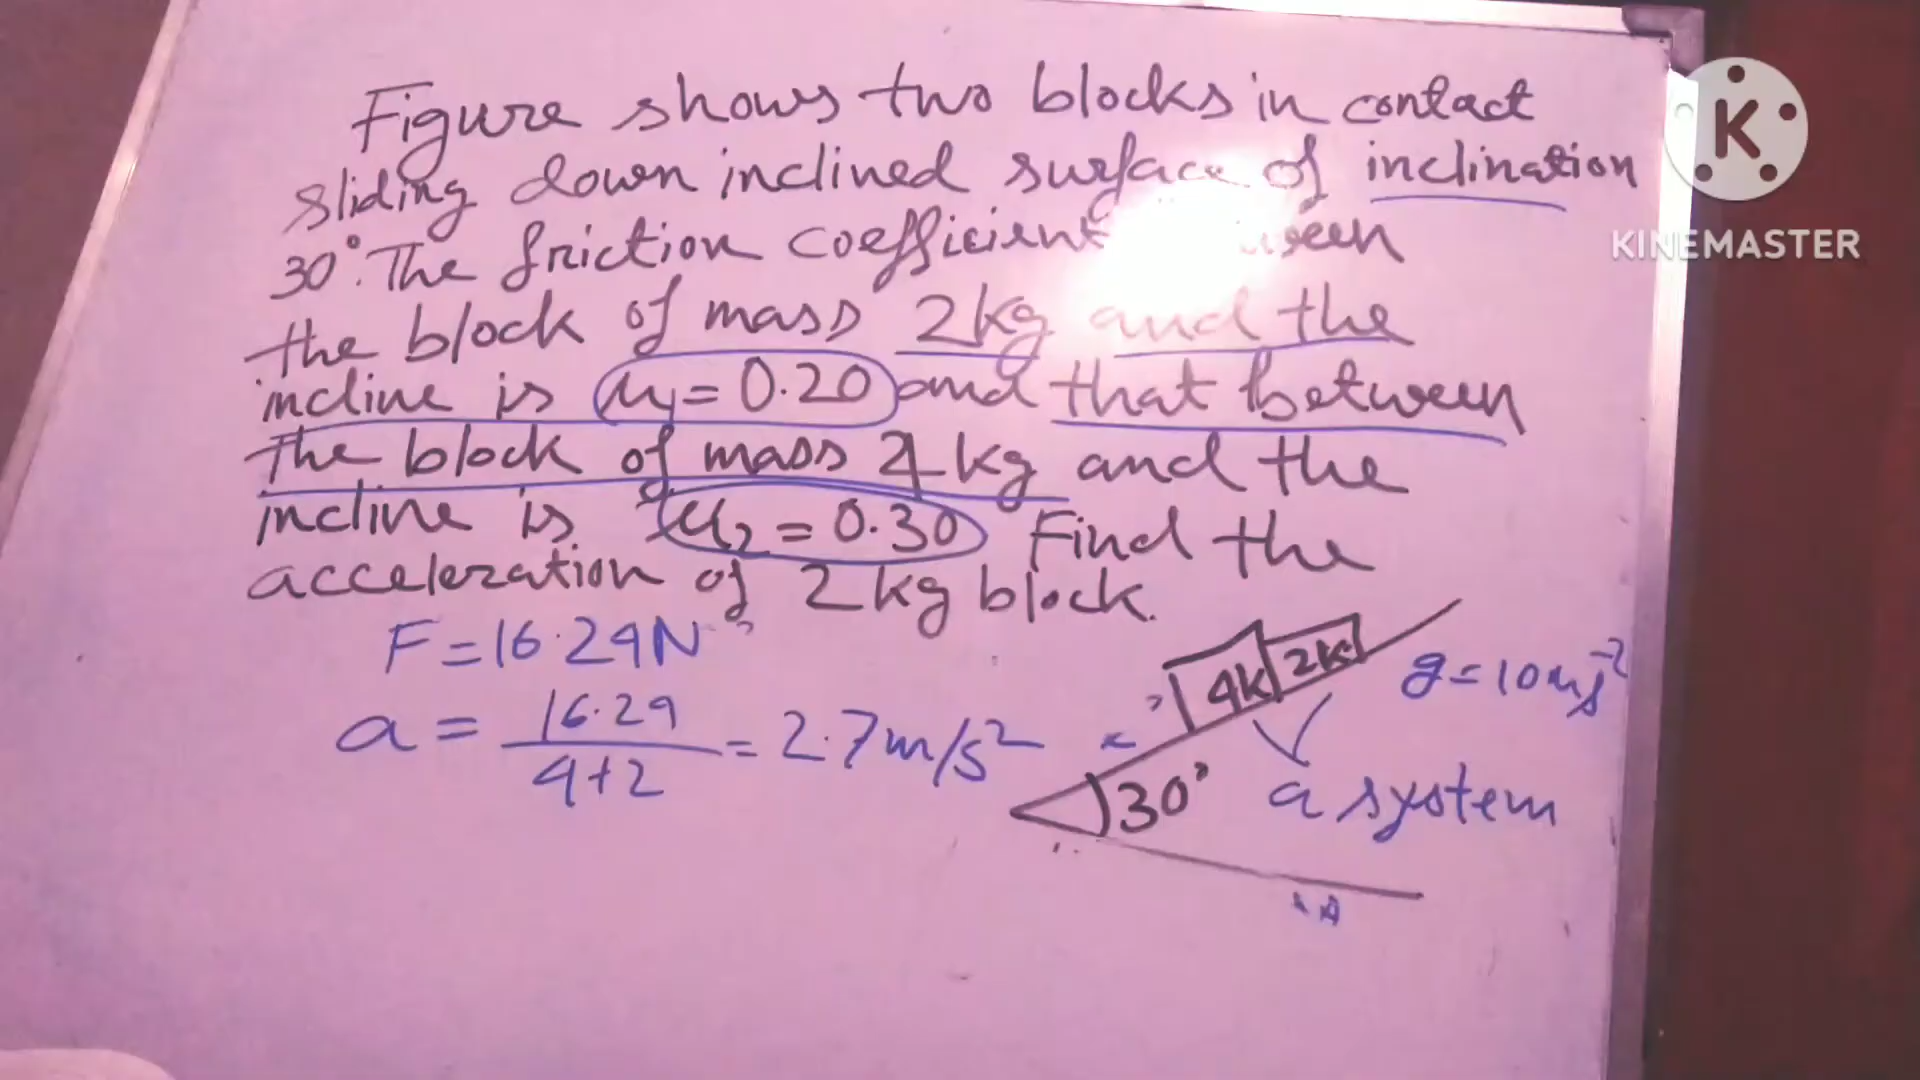 Figure shows two blocks in contact
sliding down inclined surface of inclination
30°. The friction coefficient
the block of mass 2kg and the
incline is μ1 = 0.20 and that between
the block of mass 4 kg and the
incline is μ2 = 0.30 Find the
acceleration of 2kg block.
F = 16.29N
a = 16.29 / 4+2 = 2.7 m/s²
4K 2K
g = 10 ms⁻²
30°
a system
K
KINEMASTER